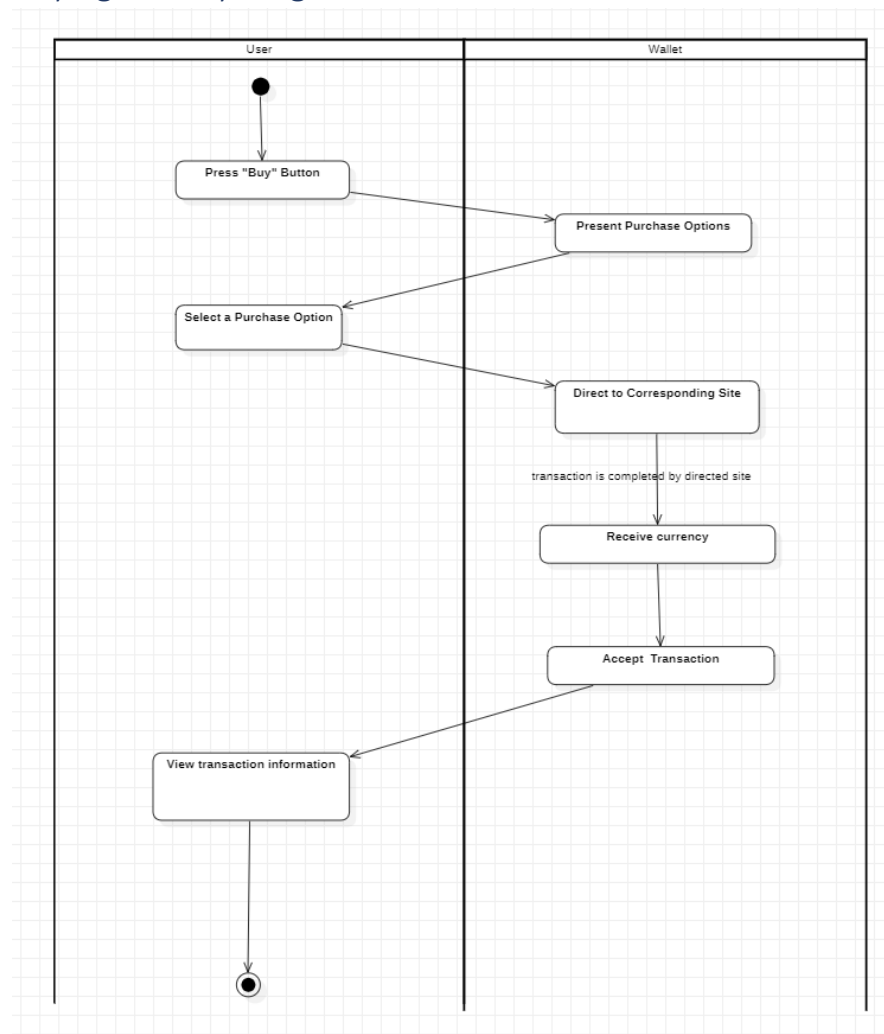 User
Wallet
Press "Buy" Button
Present Purchase Options
Select a Purchase Option
Direct to Corresponding Site
transaction is completed by directed site
Receive currency
Accept Transaction
View transaction information